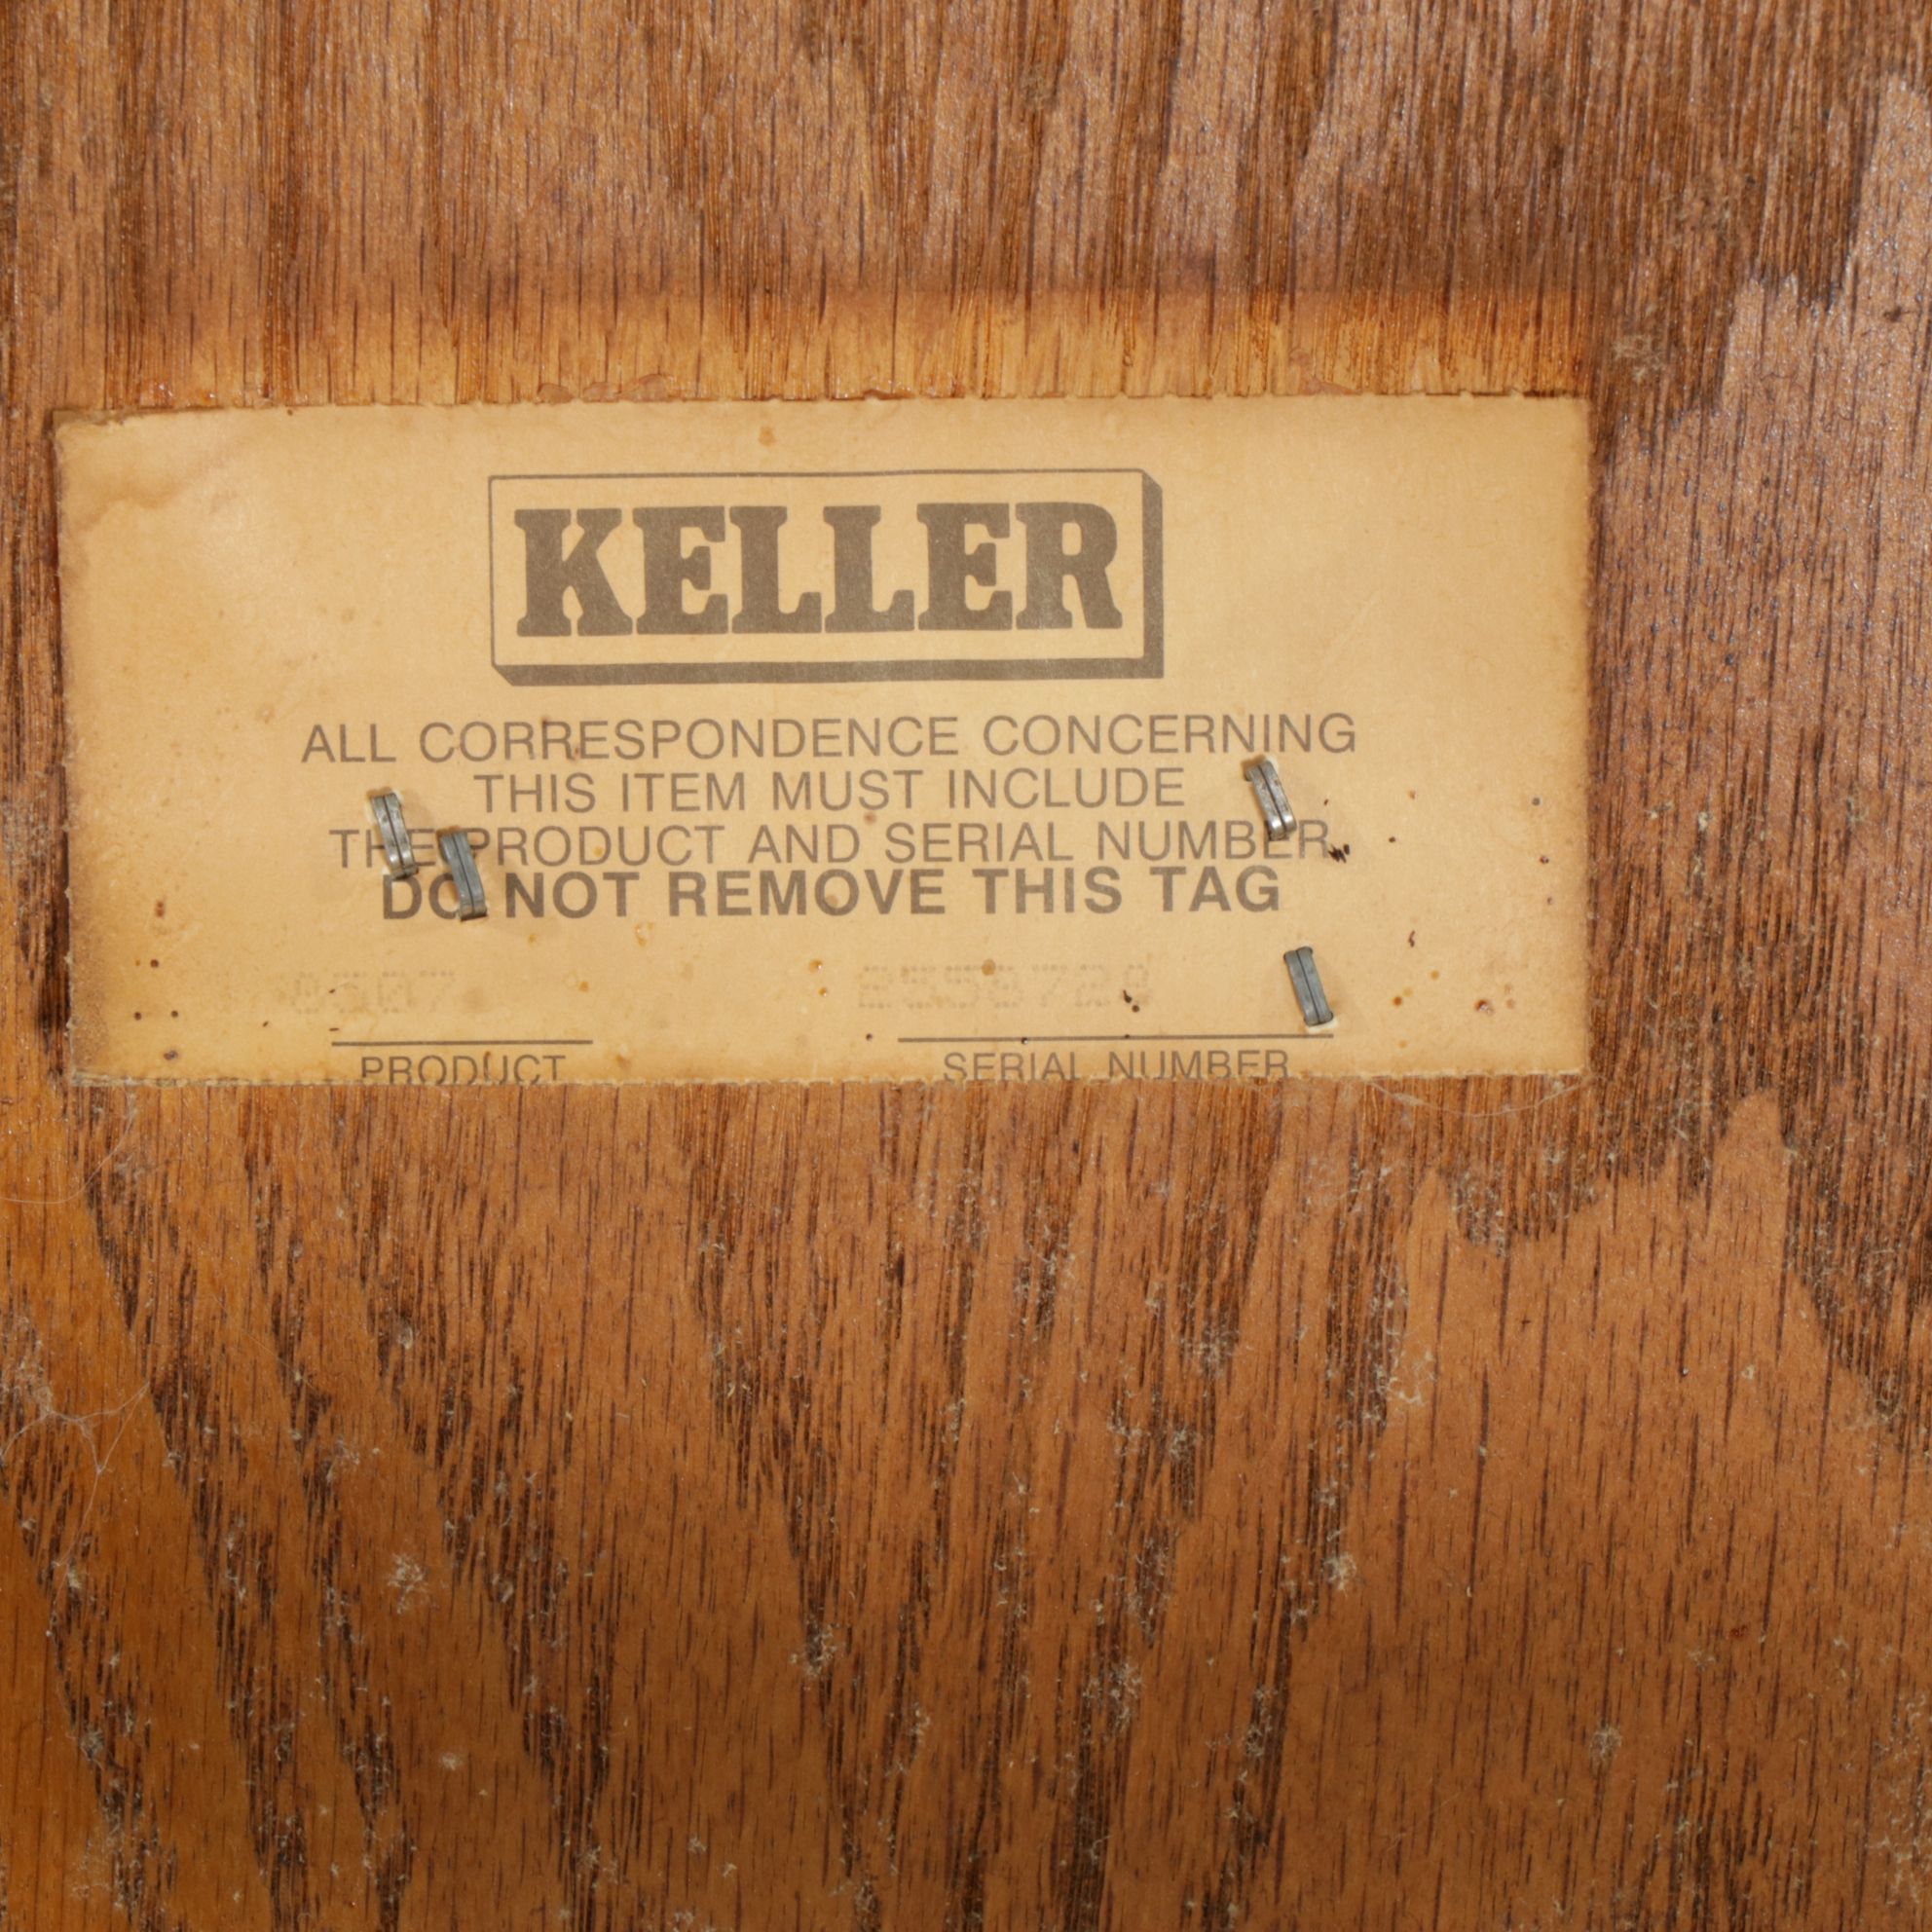 KELLER
ALL CORRESPONDENCE CONCERNING
THIS ITEM MUST INCLUDE
THE PRODUCT AND SERIAL NUMBER
DO NOT REMOVE THIS TAG
PRODUCT SERIAL NUMBER